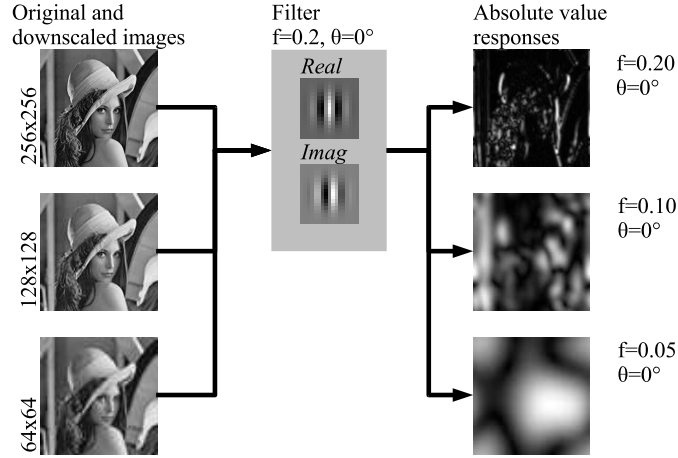 Original and
downscaled images
Filter
f=0.2, θ=0°
Absolute value
responses
256x256
Real
Imag
f=0.20
θ=0°
128x128
f=0.10
θ=0°
64x64
f=0.05
θ=0°